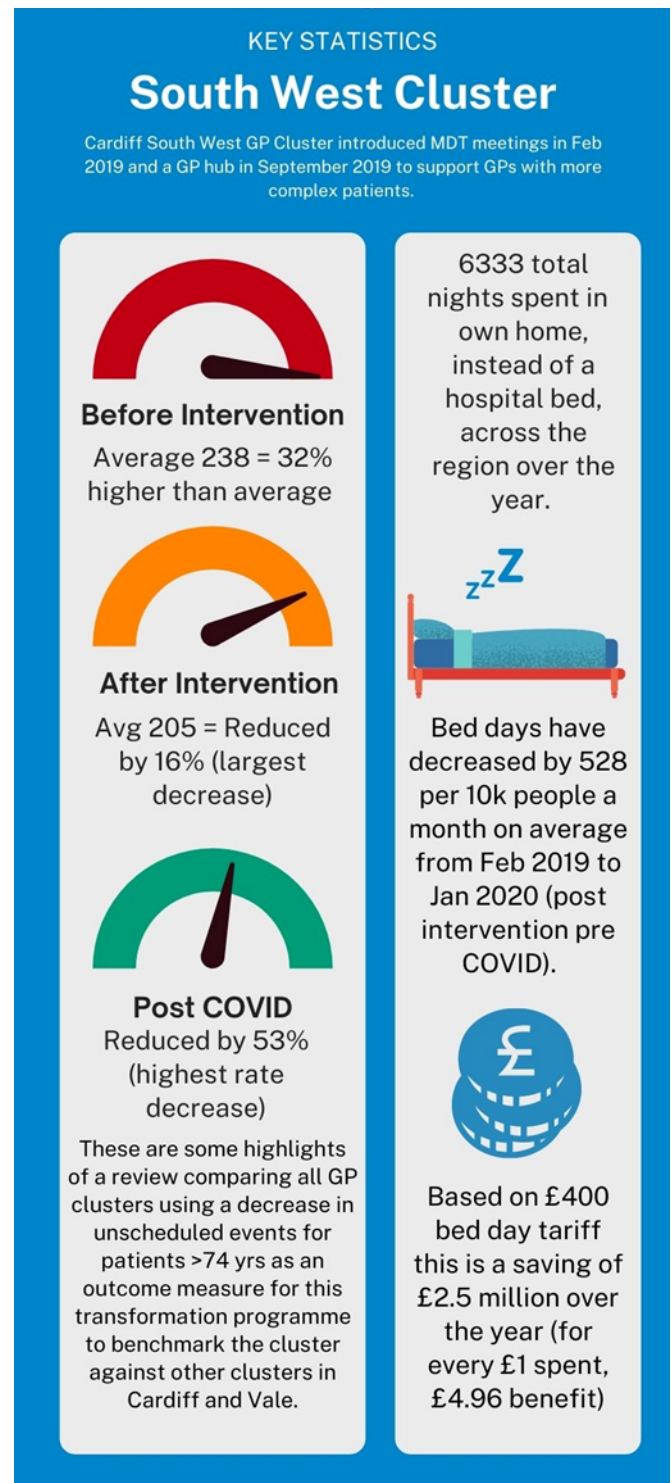 KEY STATISTICS
South West Cluster
Cardiff South West GP Cluster introduced MDT meetings in Feb
2019 and a GP hub in September 2019 to support GPs with more
complex patients.
Before Intervention
Average 238 = 32%
higher than average
After Intervention
Avg 205 = Reduced
by 16% (largest
decrease)
Post COVID
Reduced by 53%
(highest rate
decrease)
These are some highlights
of a review comparing all GP
clusters using a decrease in
unscheduled events for
patients >74 yrs as an
outcome measure for this
transformation programme
to benchmark the cluster
against other clusters in
Cardiff and Vale.
6333 total
nights spent in
own home,
instead of a
hospital bed,
across the
region over the
year.
zzZ
Bed days have
decreased by 528
per 10k people a
month on average
from Feb 2019 to
Jan 2020 (post
intervention pre
COVID).
£
Based on £400
bed day tariff
this is a saving of
£2.5 million over
the year (for
every £1 spent,
£4.96 benefit)